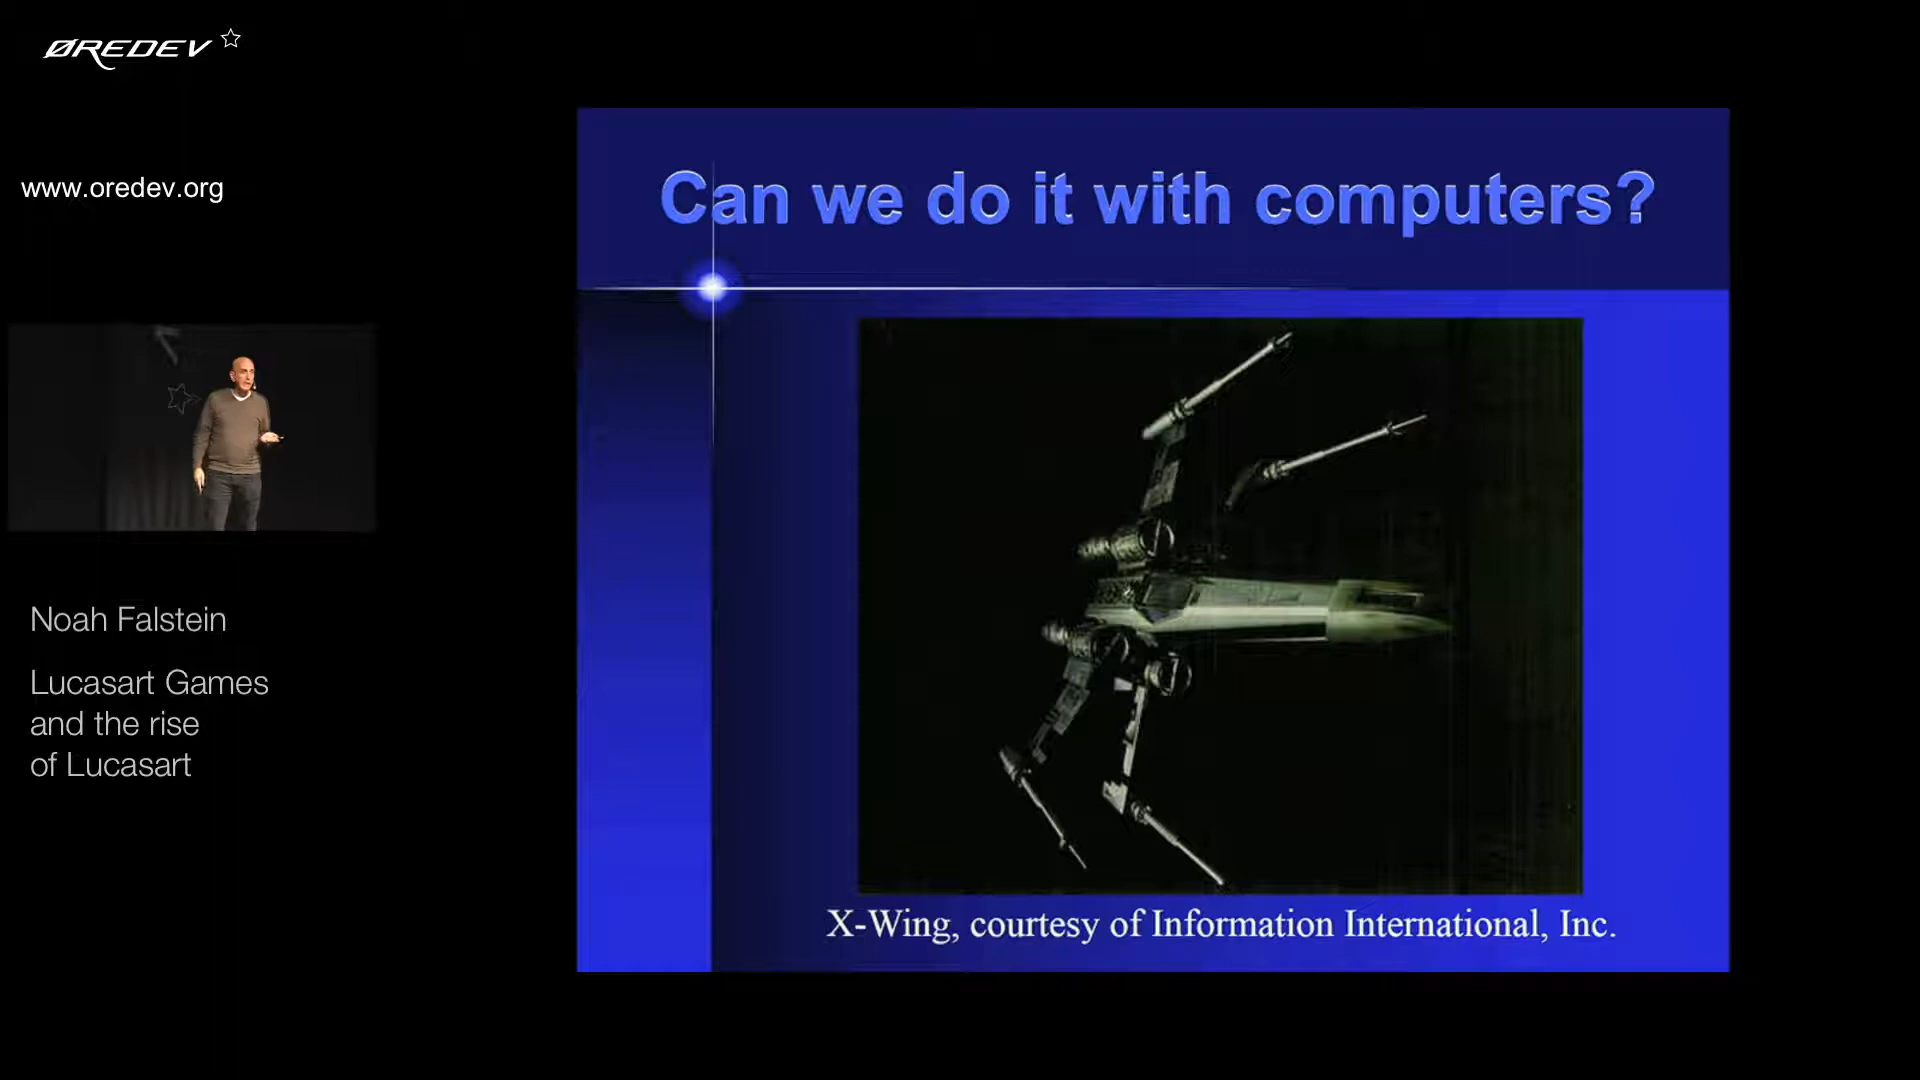 ØREDEV
www.oredev.org
Can we do it with computers?
X-Wing, courtesy of Information International, Inc.
Noah Falstein
Lucasart Games
and the rise
of Lucasart